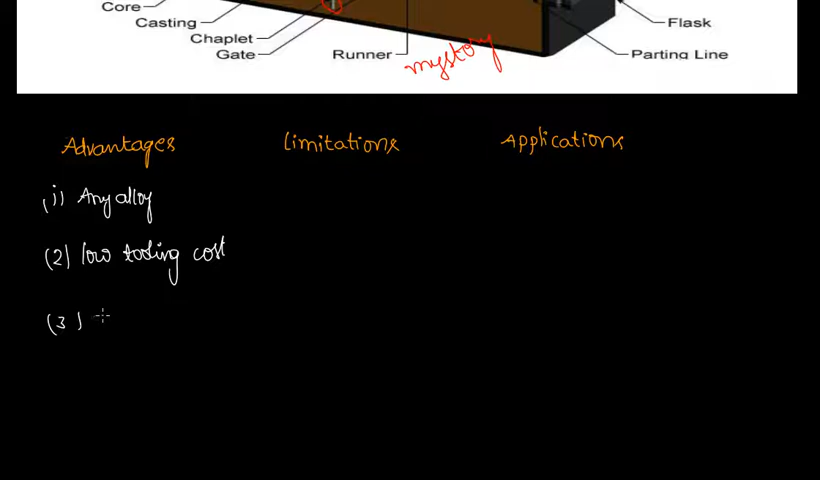 Core
Casting
Chaplet
Gate
Runner
Flask
Parting Line
mystory
Advantages Limitations Applications
(1) Any alloy
(2) low tooling cost
(3)